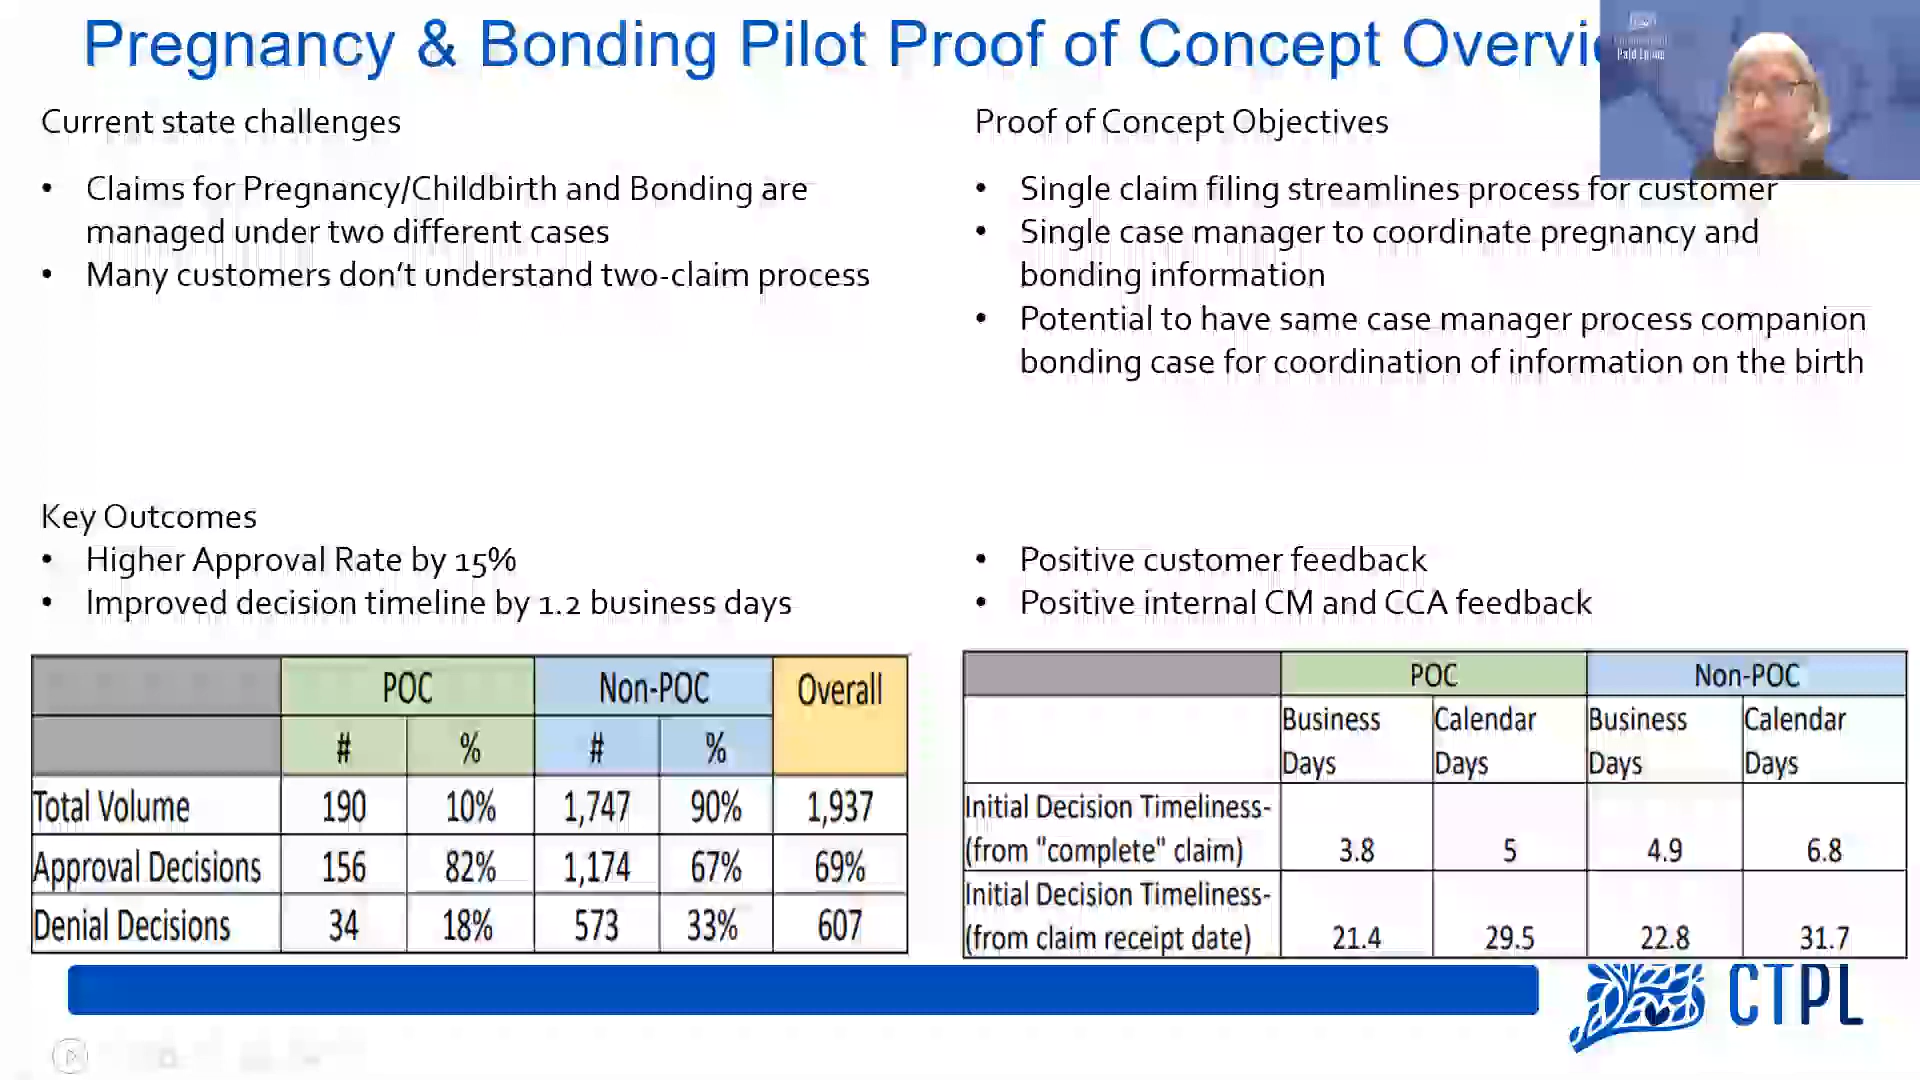 Pregnancy & Bonding Pilot Proof of Concept Overvi
Paid Leave
Current state challenges
• Claims for Pregnancy/Childbirth and Bonding are
managed under two different cases
• Many customers don't understand two-claim process
Proof of Concept Objectives
• Single claim filing streamlines process for customer
• Single case manager to coordinate pregnancy and
bonding information
• Potential to have same case manager process companion
bonding case for coordination of information on the birth
Key Outcomes
• Higher Approval Rate by 15%
• Improved decision timeline by 1.2 business days
• Positive customer feedback
• Positive internal CM and CCA feedback
POC Non-POC Overall
# % # %
Total Volume 190 10% 1,747 90% 1,937
Approval Decisions 156 82% 1,174 67% 69%
Denial Decisions 34 18% 573 33% 607
POC Non-POC
Business Calendar Business Calendar
Days Days Days Days
Initial Decision Timeliness-
(from "complete" claim) 3.8 5 4.9 6.8
Initial Decision Timeliness-
(from claim receipt date) 21.4 29.5 22.8 31.7
CTPL